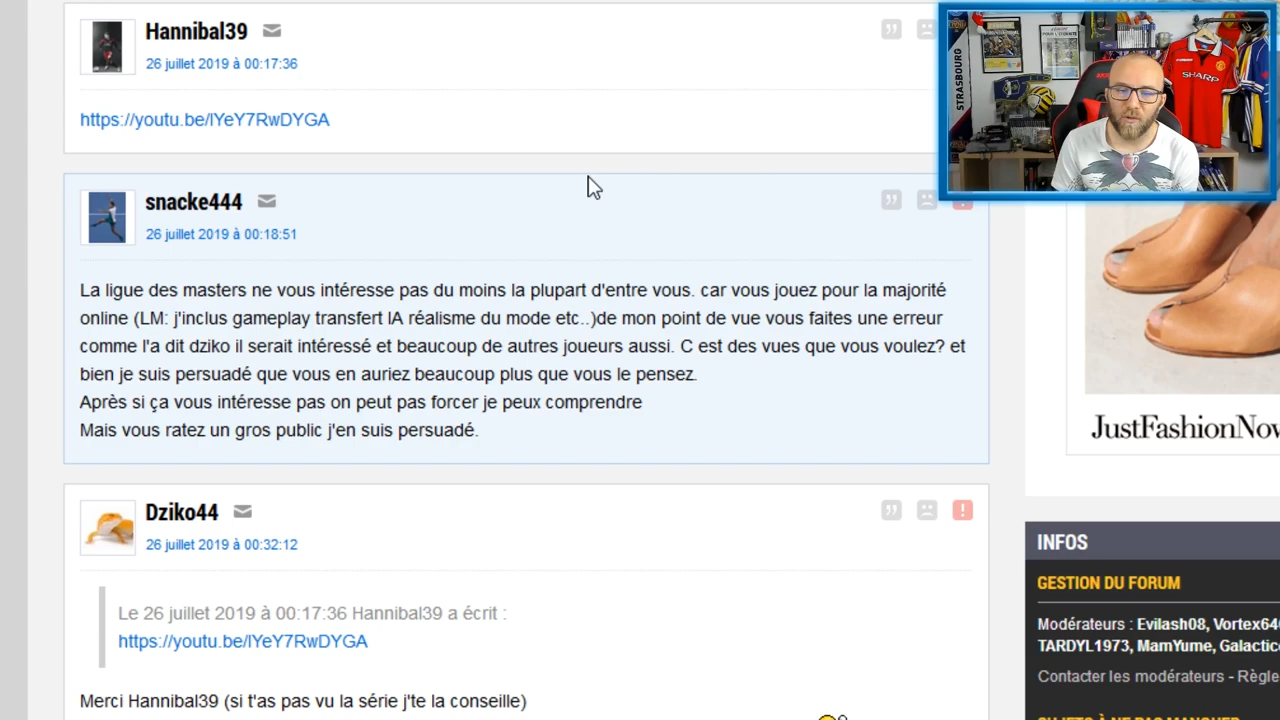 Hannibal39
26 juillet 2019 à 00:17:36
https://youtu.be/lYeY7RwDYGA
STRASBOURG
SHARP
snacke444
26 juillet 2019 à 00:18:51
La ligue des masters ne vous intéresse pas du moins la plupart d'entre vous. car vous jouez pour la majorité
online (LM: j'inclus gameplay transfert IA réalisme du mode etc..)de mon point de vue vous faites une erreur
comme l'a dit dziko il serait intéressé et beaucoup de autres joueurs aussi. C est des vues que vous voulez? et
bien je suis persuadé que vous en auriez beaucoup plus que vous le pensez.
Après si ça vous intéresse pas on peut pas forcer je peux comprendre
Mais vous ratez un gros public j'en suis persuadé.
JustFashionNow
Dziko44
26 juillet 2019 à 00:32:12
Le 26 juillet 2019 à 00:17:36 Hannibal39 a écrit :
https://youtu.be/lYeY7RwDYGA
Merci Hannibal39 (si t'as pas vu la série j'te la conseille)
INFOS
GESTION DU FORUM
Modérateurs : Evilash08, Vortex64
TARDYL1973, MamYume, Galactic
Contacter les modérateurs - Règle